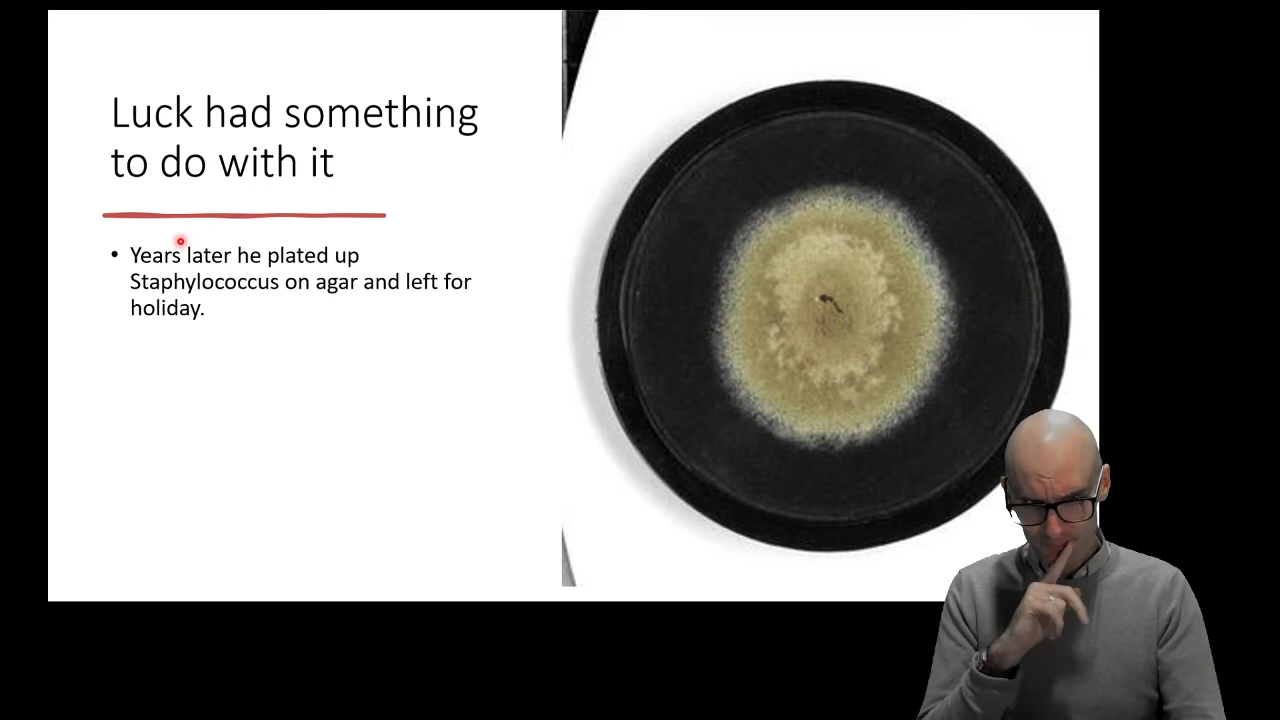 Luck had something
to do with it
• Years later he plated up
Staphylococcus on agar and left for
holiday.